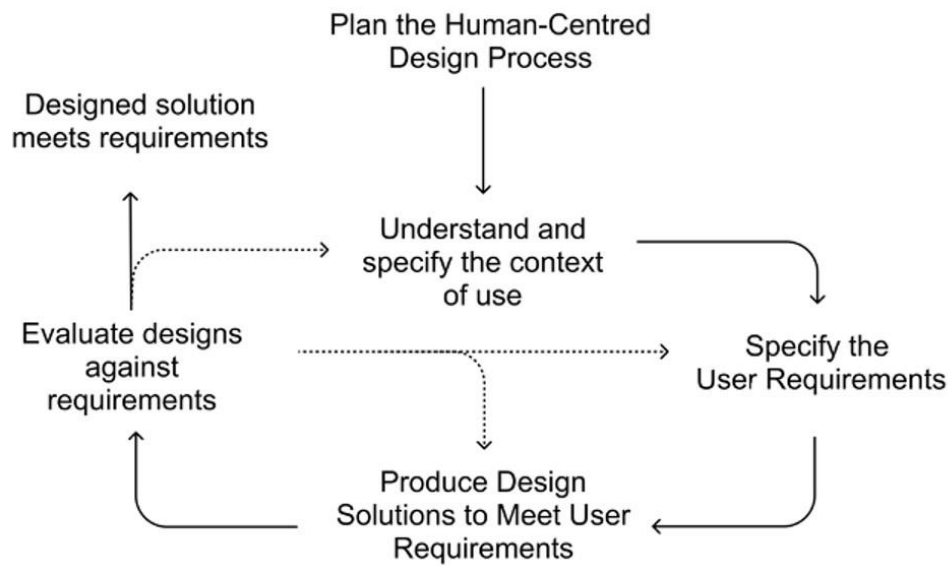 Plan the Human-Centred
Design Process
Designed solution
meets requirements
Understand and
specify the context
of use
Evaluate designs
against
requirements
Specify the
User Requirements
Produce Design
Solutions to Meet User
Requirements